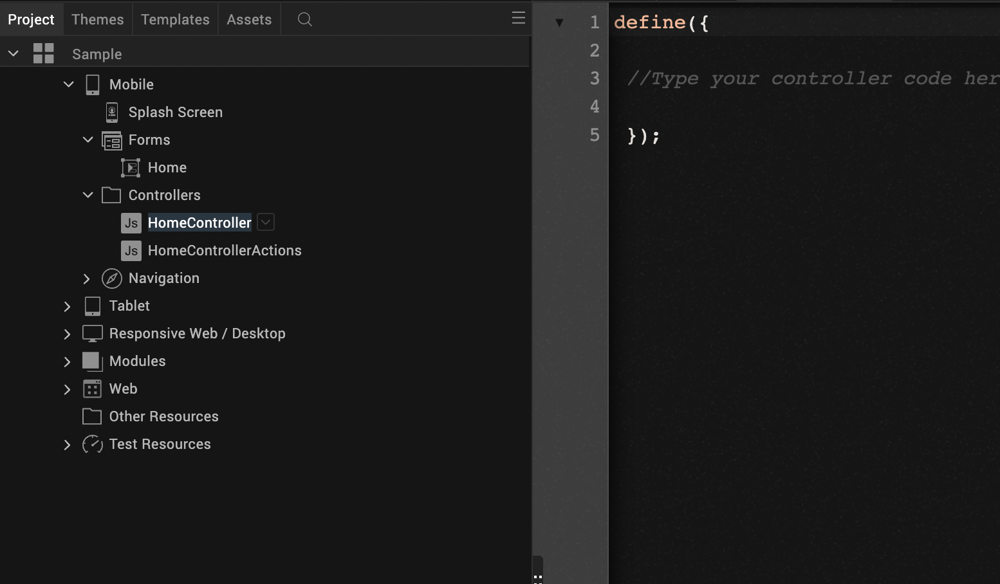 Project Themes Templates Assets
Sample
Mobile
Splash Screen
Forms
Home
Controllers
Js HomeController
Js HomeControllerActions
Navigation
Tablet
Responsive Web / Desktop
Modules
Web
Other Resources
Test Resources
1 define({
2
3 //Type your controller code her
4
5 });